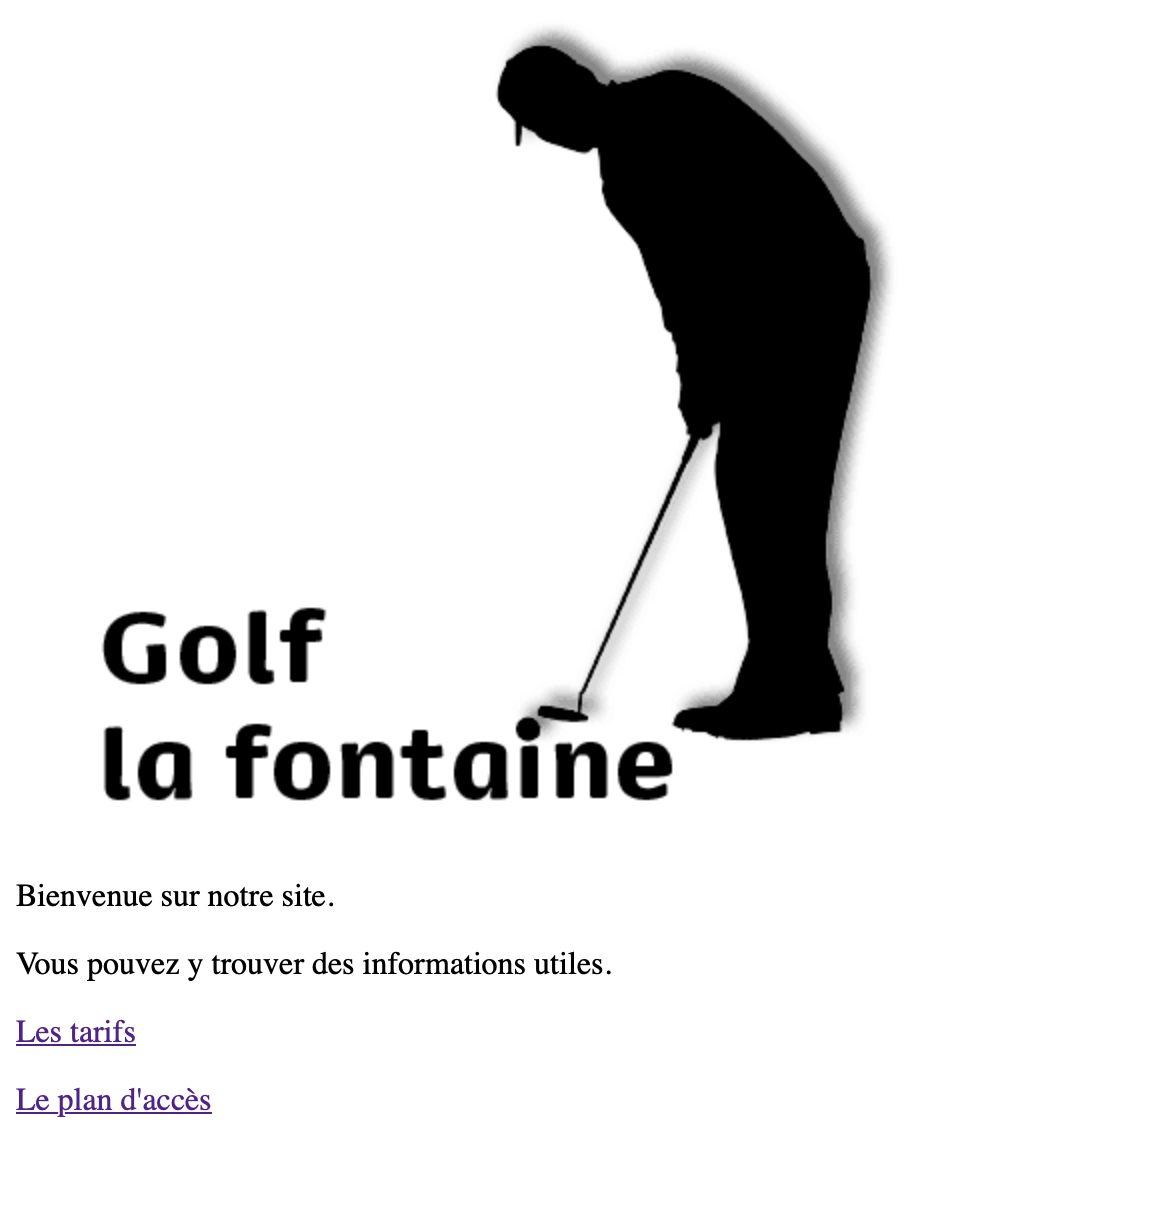 Golf
la fontaine
Bienvenue sur notre site.
Vous pouvez y trouver des informations utiles.
Les tarifs
Le plan d'accès